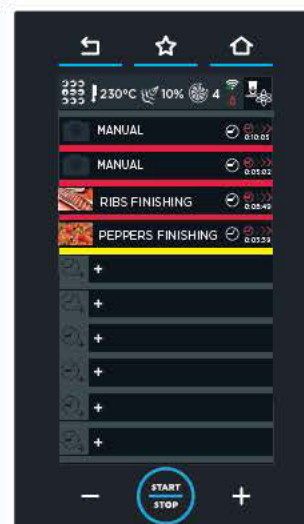 230°C 10% 4
MANUAL 0:10:05
MANUAL 0:05:02
RIBS FINISHING 0:05:49
PEPPERS FINISHING 0:03:59
+
+
+
+
+
+
− START +
STOP